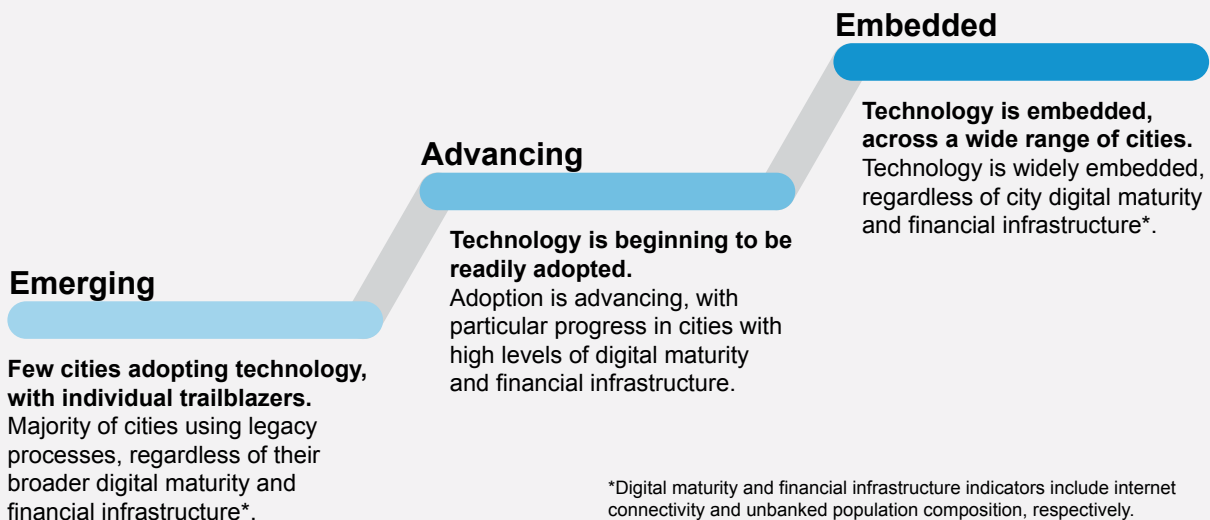 Embedded
Technology is embedded,
across a wide range of cities.
Technology is widely embedded,
regardless of city digital maturity
and financial infrastructure*.
Advancing
Technology is beginning to be
readily adopted.
Adoption is advancing, with
particular progress in cities with
high levels of digital maturity
and financial infrastructure.
Emerging
Few cities adopting technology,
with individual trailblazers.
Majority of cities using legacy
processes, regardless of their
broader digital maturity and
financial infrastructure*.
*Digital maturity and financial infrastructure indicators include internet
connectivity and unbanked population composition, respectively.